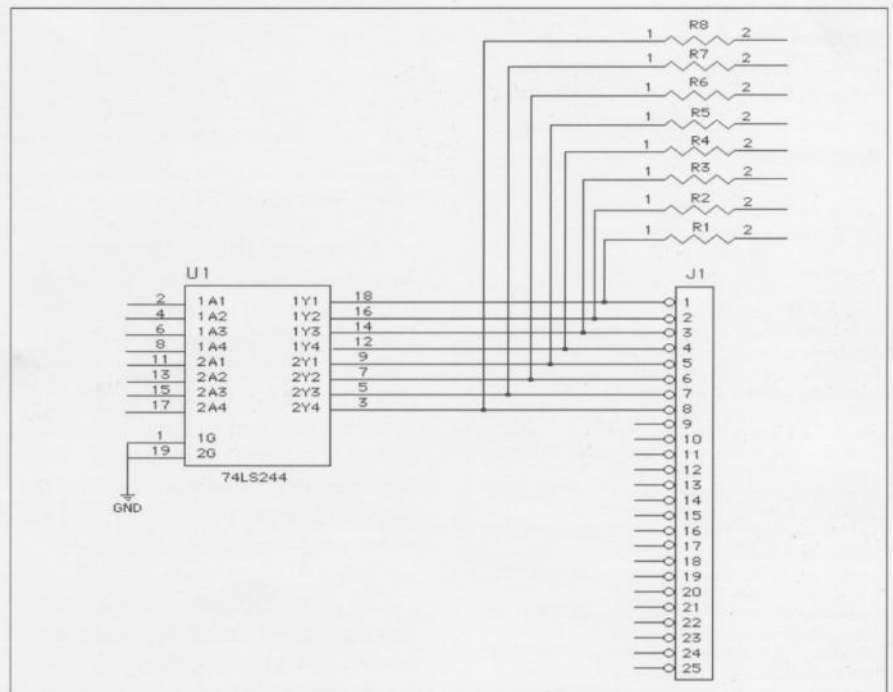 R8
1 2
R7
1 2
R6
1 2
R5
1 2
R4
1 2
R3
1 2
R2
1 2
R1
1 2
U1
2 1A1 1Y1 18
4 1A2 1Y2 16
6 1A3 1Y3 14
8 1A4 1Y4 12
11 2A1 2Y1 9
13 2A2 2Y2 7
15 2A3 2Y3 5
17 2A4 2Y4 3
1 1G
19 2G
74LS244
GND
J1
1
2
3
4
5
6
7
8
9
10
11
12
13
14
15
16
17
18
19
20
21
22
23
24
25